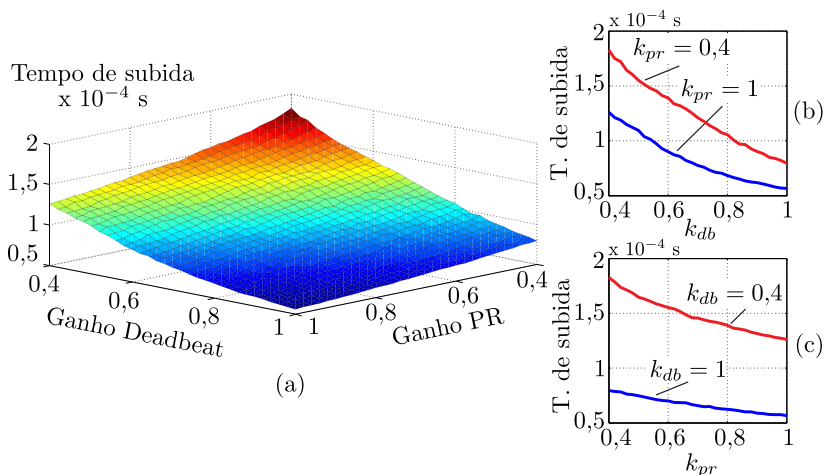 Tempo de subida
x 10⁻⁴ s
2
1,5
1
0,5
0,4
0,6
0,8
1
Ganho Deadbeat
1
0,8
0,6
0,4
Ganho PR
(a)
x 10⁻⁴ s
2
1,5
1
0,5
T. de subida
k_pr = 0,4
k_pr = 1
0,4 0,6 0,8 1
k_db
(b)
x 10⁻⁴ s
2
1,5
1
0,5
T. de subida
k_db = 0,4
k_db = 1
0,4 0,6 0,8 1
k_pr
(c)